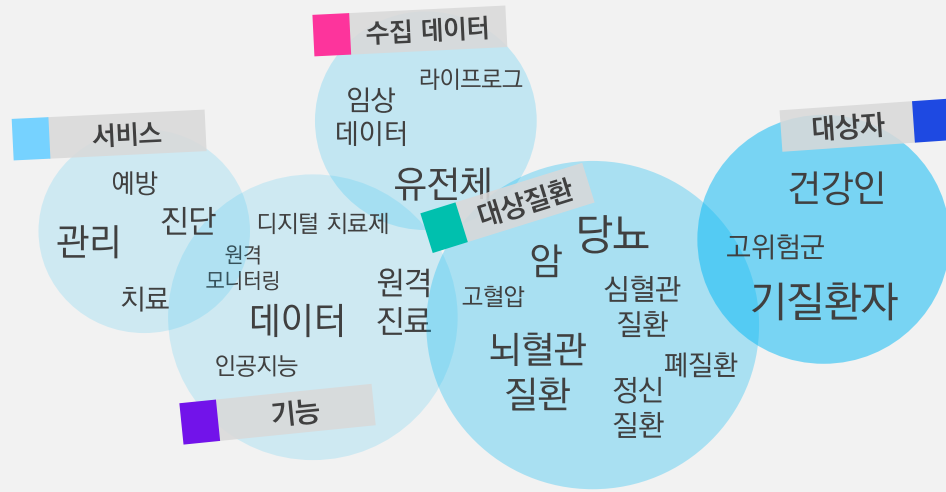 수집 데이터
라이프로그
임상
데이터
유전체
서비스
예방
진단
관리
치료
디지털 치료제
원격
모니터링
데이터
원격
진료
인공지능
기능
대상질환
당뇨
암
고혈압
심혈관
질환
뇌혈관
질환
폐질환
정신
질환
대상자
건강인
고위험군
기질환자